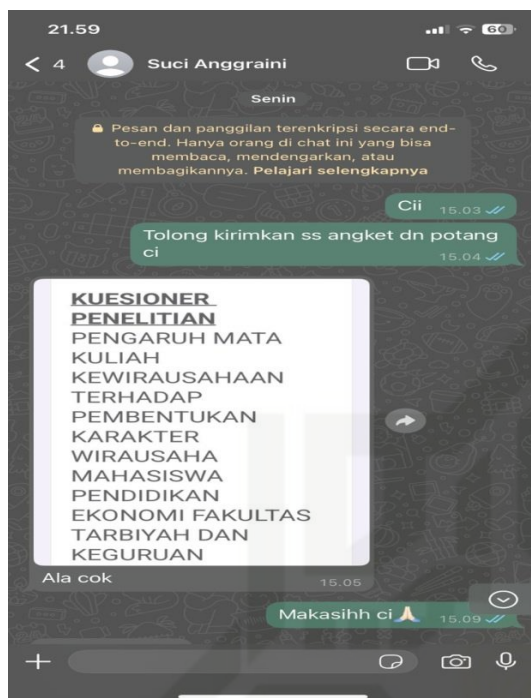 21.59
60
4
Suci Anggraini
Senin
Pesan dan panggilan terenkripsi secara end-
to-end. Hanya orang di chat ini yang bisa
membaca, mendengarkan, atau
membagikannya. Pelajari selengkapnya
Cii 15.03
Tolong kirimkan ss angket dn potang
ci 15.04
KUESIONER
PENELITIAN
PENGARUH MATA
KULIAH
KEWIRAUSAHAAN
TERHADAP
PEMBENTUKAN
KARAKTER
WIRAUSAHA
MAHASISWA
PENDIDIKAN
EKONOMI FAKULTAS
TARBIYAH DAN
KEGURUAN
Ala cok 15.05
Makasihh ci🙏🏻 15.09